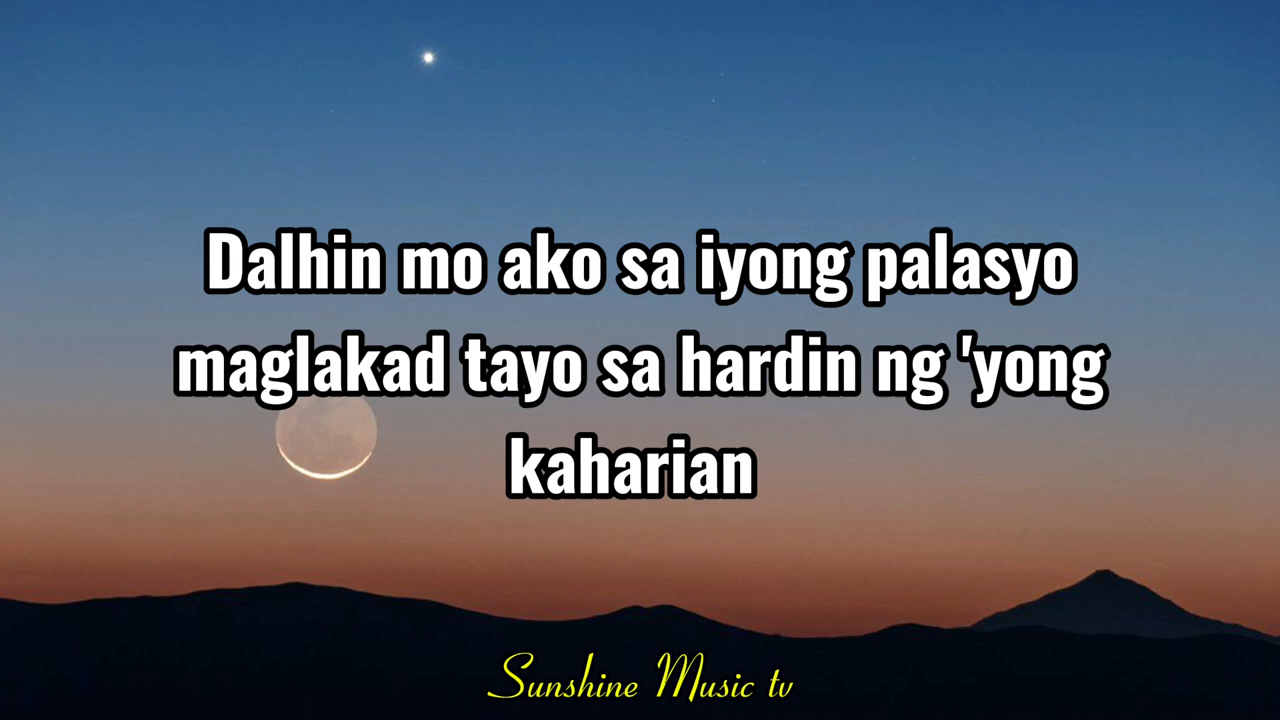 Dalhin mo ako sa iyong palasyo
maglakad tayo sa hardin ng 'yong
kaharian
Sunshine Music tv